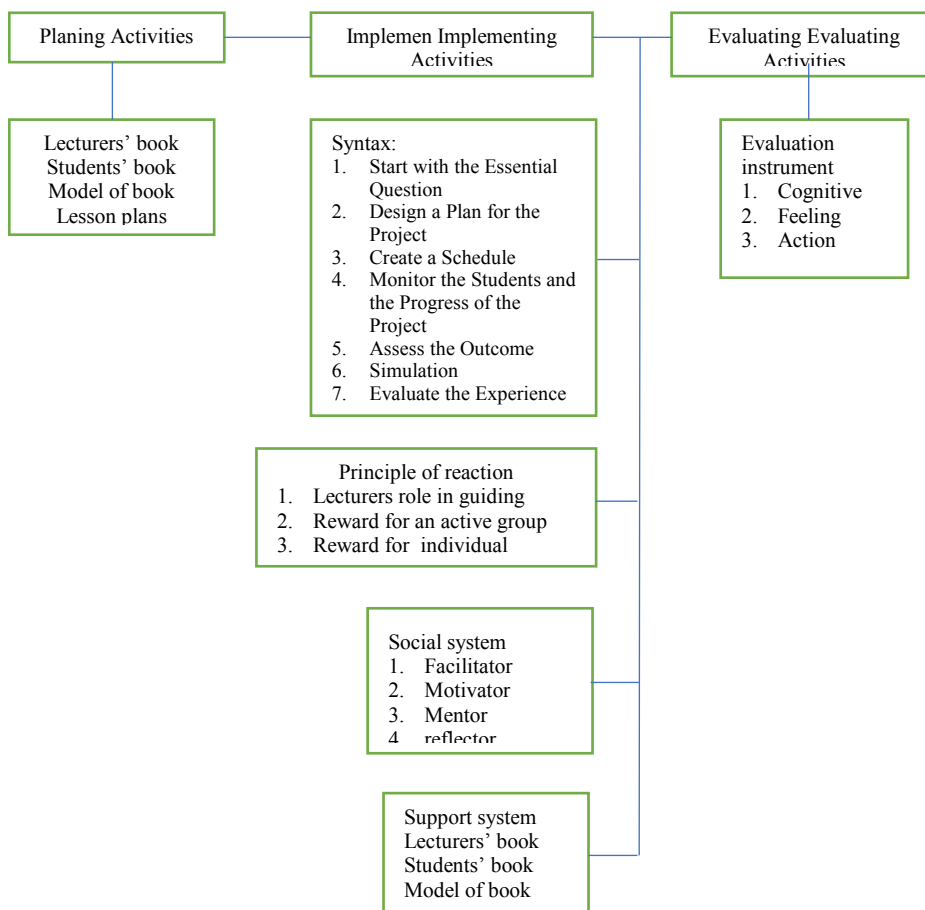 Planing Activities
Implemen Implementing
Activities
Evaluating Evaluating
Activities
Lecturers’ book
Students’ book
Model of book
Lesson plans
Syntax:
1. Start with the Essential
Question
2. Design a Plan for the
Project
3. Create a Schedule
4. Monitor the Students and
the Progress of the
Project
5. Assess the Outcome
6. Simulation
7. Evaluate the Experience
Evaluation
instrument
1. Cognitive
2. Feeling
3. Action
Principle of reaction
1. Lecturers role in guiding
2. Reward for an active group
3. Reward for individual
Social system
1. Facilitator
2. Motivator
3. Mentor
4. reflector
Support system
Lecturers’ book
Students’ book
Model of book